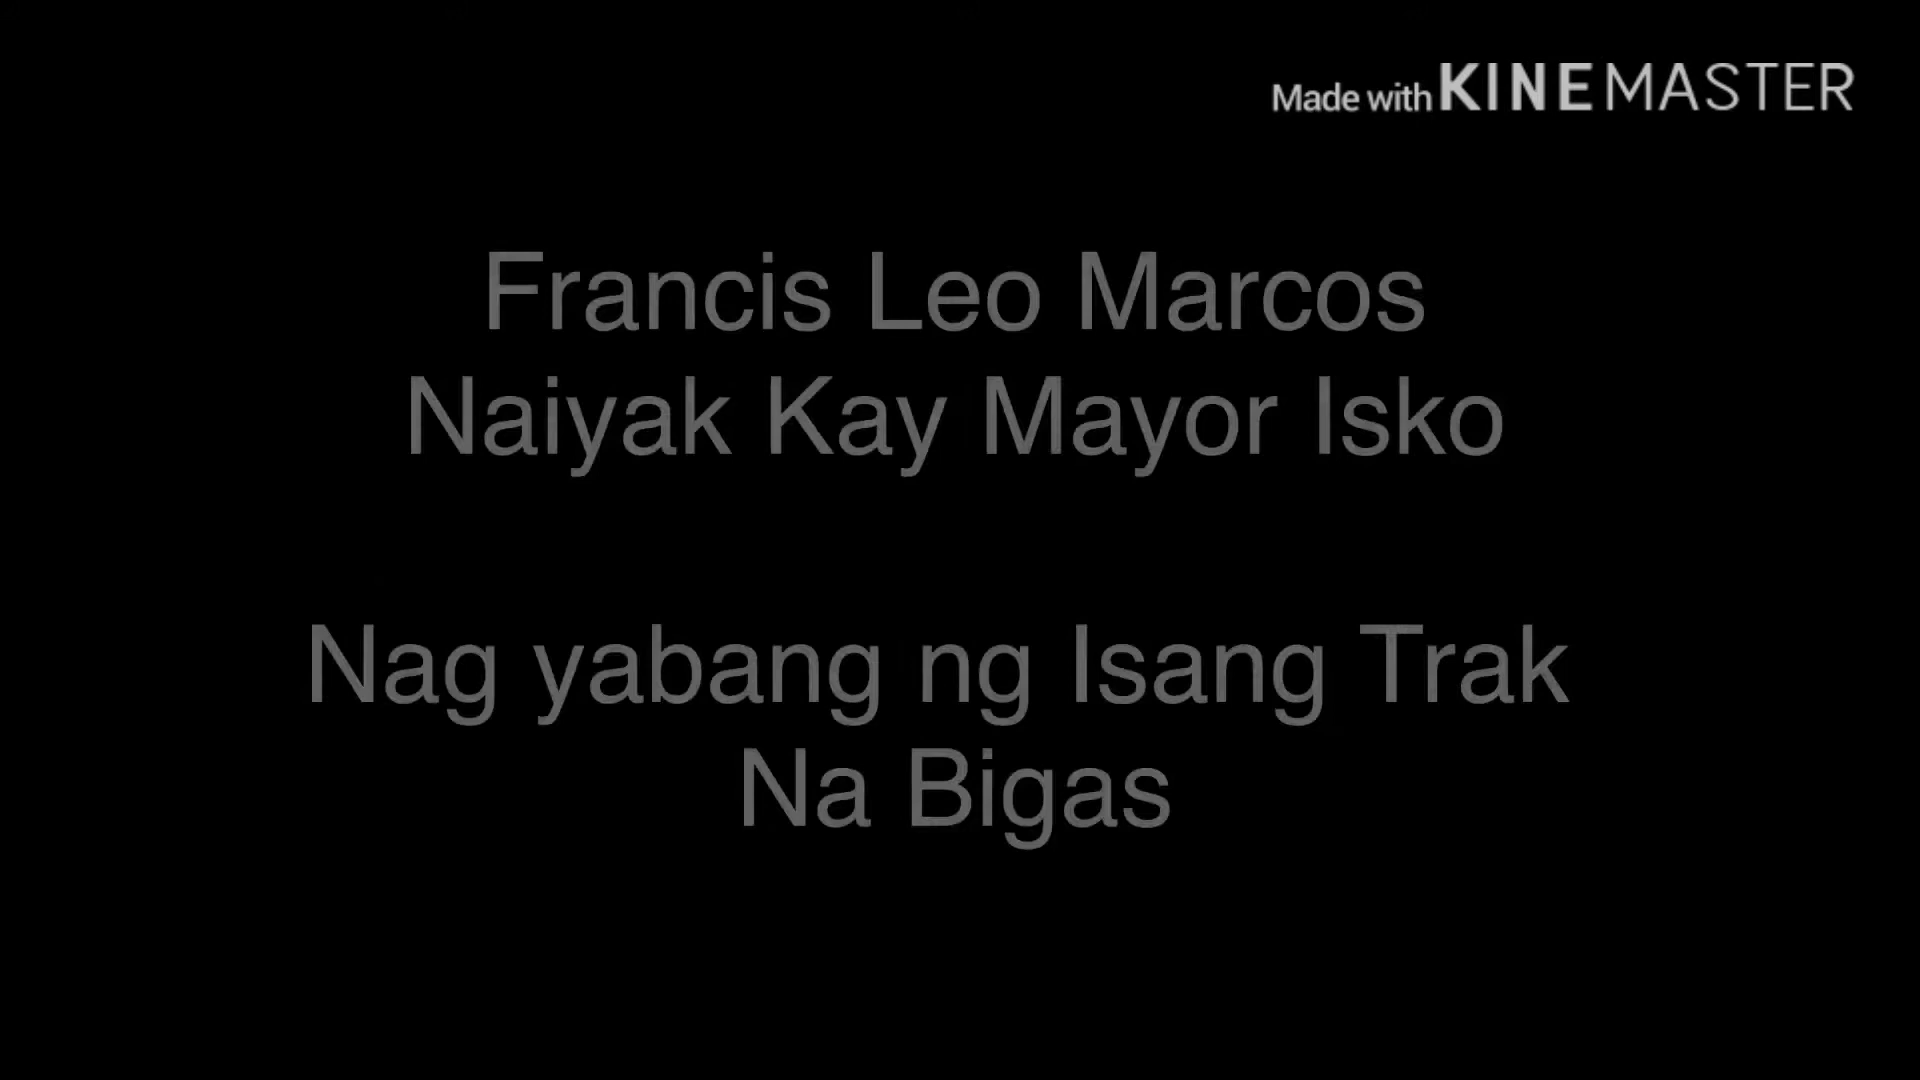 Made with KINEMASTER
Francis Leo Marcos
Naiyak Kay Mayor Isko
Nag yabang ng Isang Trak
Na Bigas